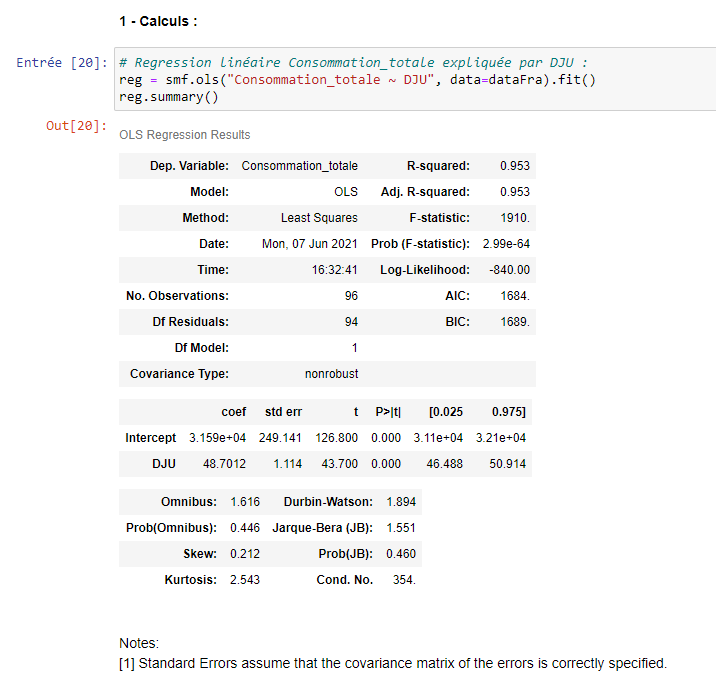 1 - Calculs :
Entrée [20]: # Regression linéaire Consommation_totale expliquée par DJU :
reg = smf.ols("Consommation_totale ~ DJU", data=dataFra).fit()
reg.summary()
Out[20]: OLS Regression Results
Dep. Variable: Consommation_totale R-squared: 0.953
Model: OLS Adj. R-squared: 0.953
Method: Least Squares F-statistic: 1910.
Date: Mon, 07 Jun 2021 Prob (F-statistic): 2.99e-64
Time: 16:32:41 Log-Likelihood: -840.00
No. Observations: 96 AIC: 1684.
Df Residuals: 94 BIC: 1689.
Df Model: 1
Covariance Type: nonrobust
coef std err t P>|t| [0.025 0.975]
Intercept 3.159e+04 249.141 126.800 0.000 3.11e+04 3.21e+04
DJU 48.7012 1.114 43.700 0.000 46.488 50.914
Omnibus: 1.616 Durbin-Watson: 1.894
Prob(Omnibus): 0.446 Jarque-Bera (JB): 1.551
Skew: 0.212 Prob(JB): 0.460
Kurtosis: 2.543 Cond. No. 354.
Notes:
[1] Standard Errors assume that the covariance matrix of the errors is correctly specified.